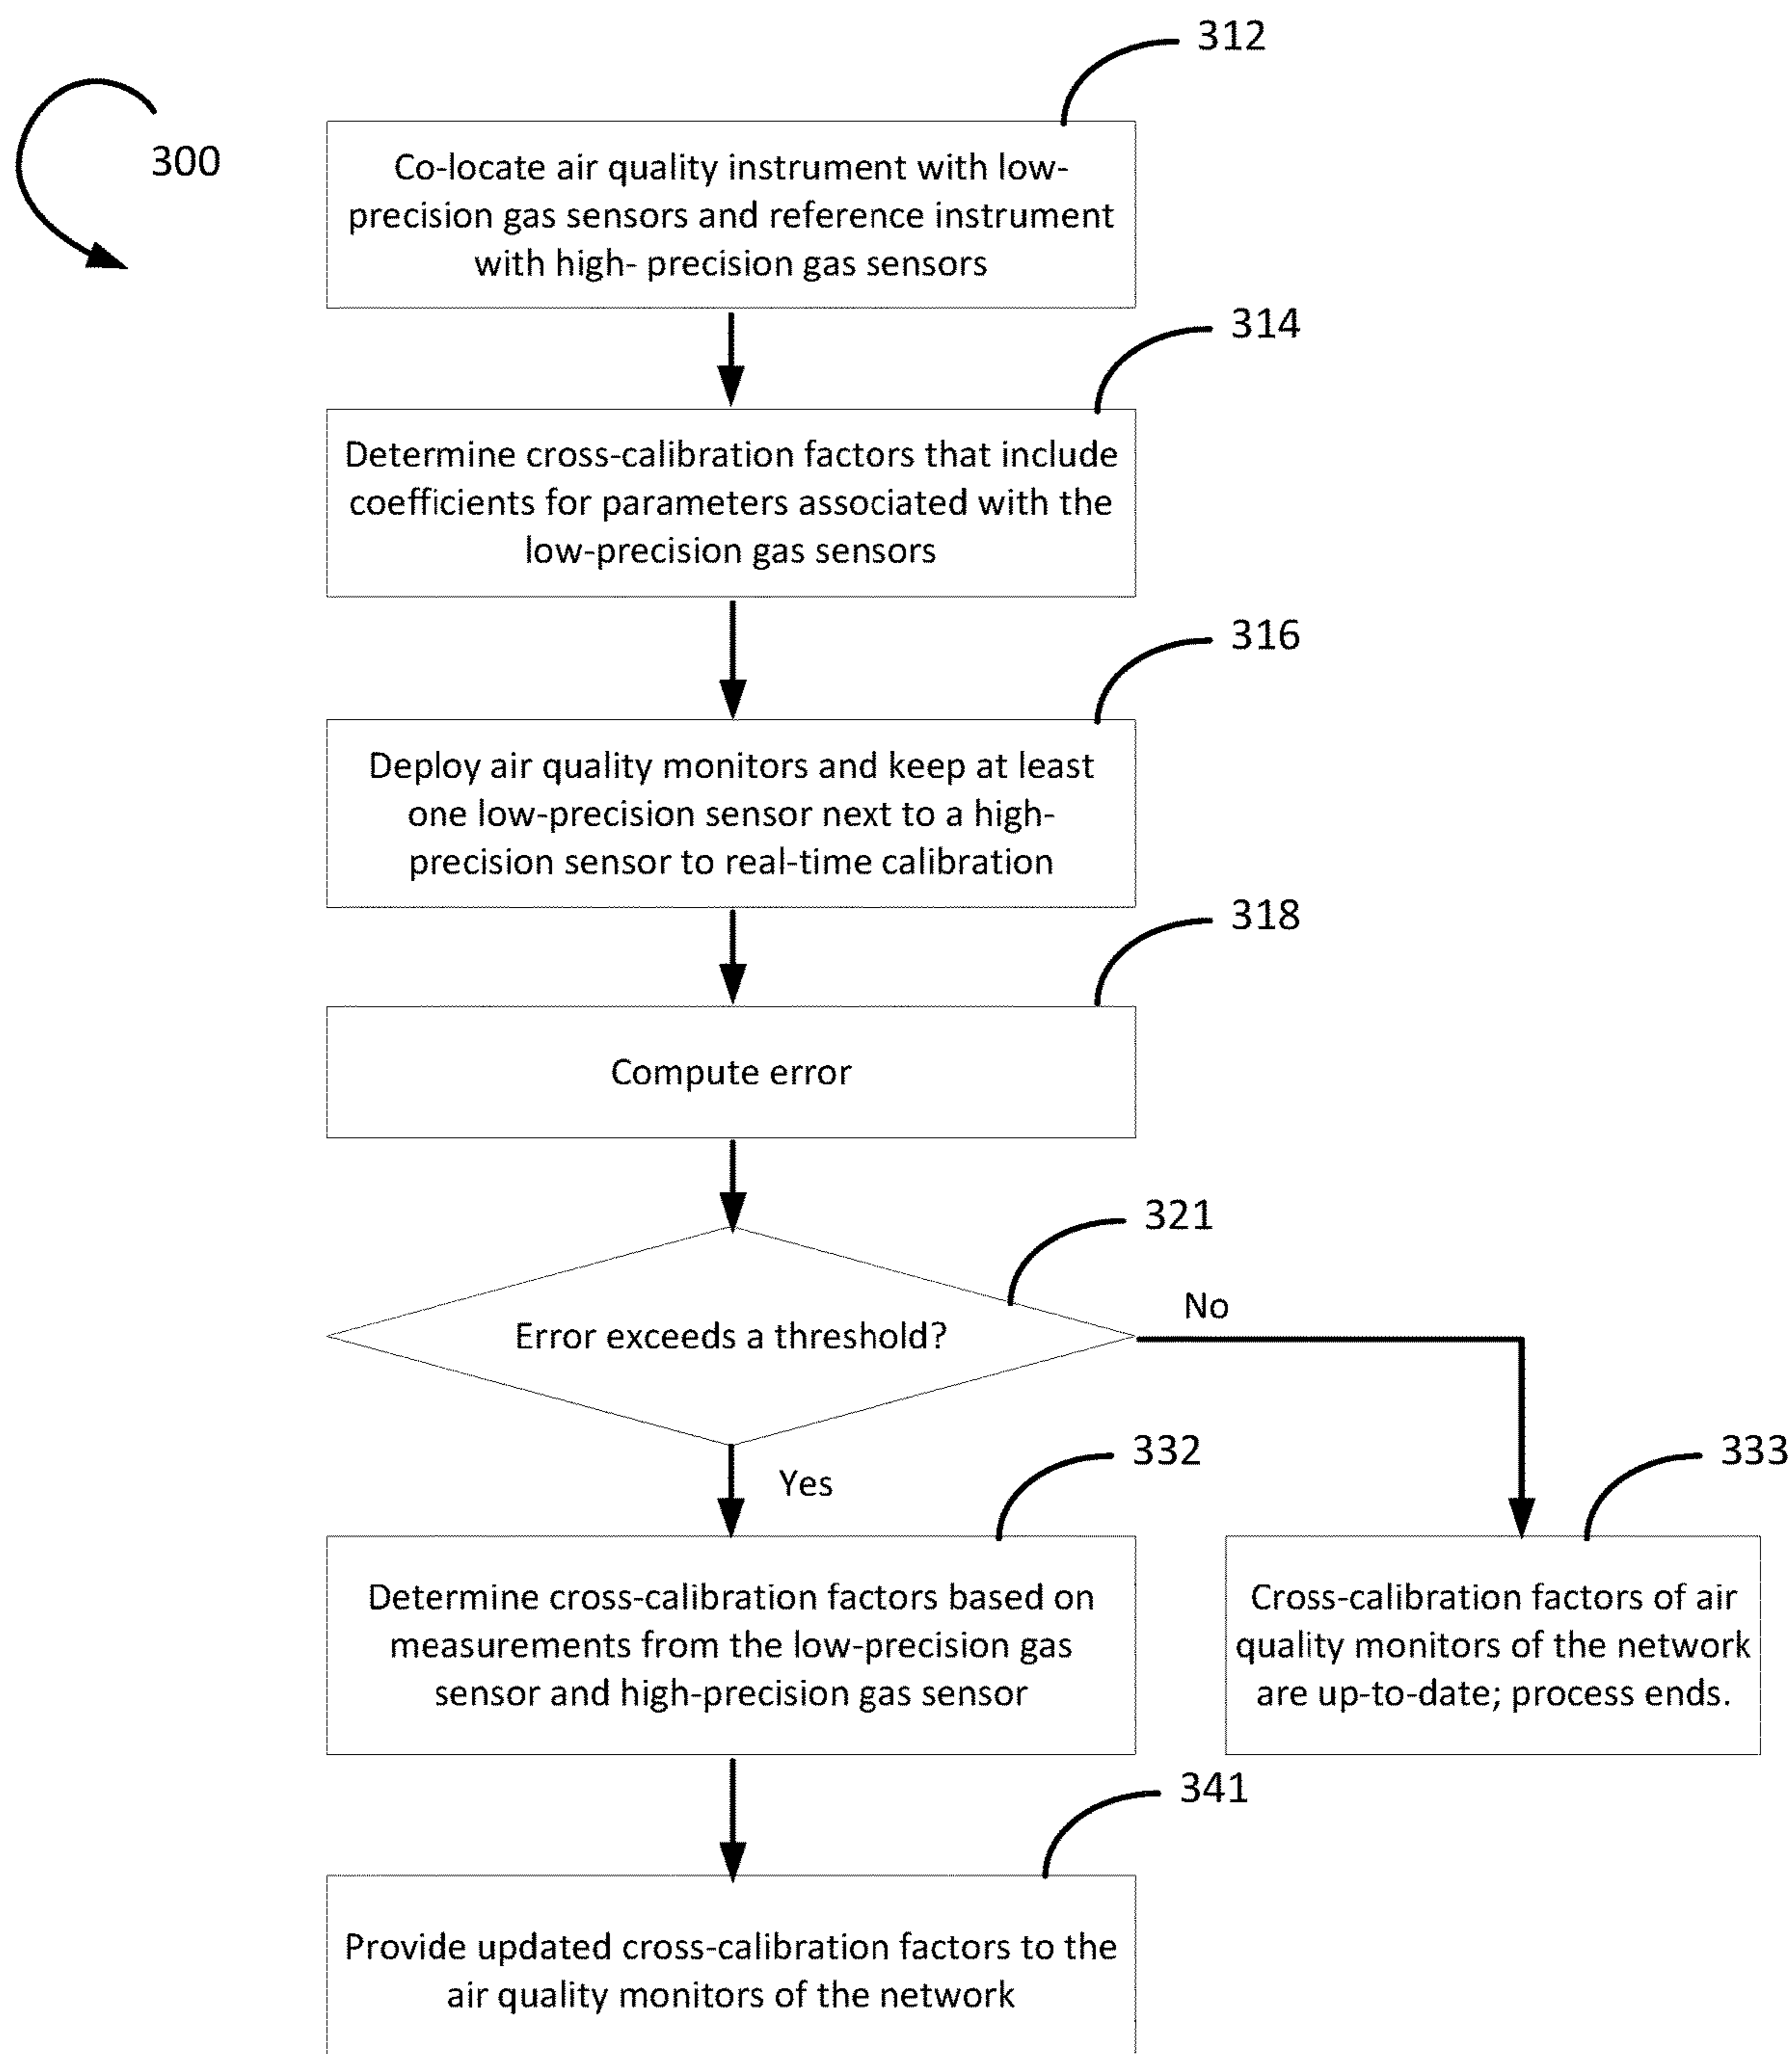 312
300
Co-locate air quality instrument with low-
precision gas sensors and reference instrument
with high- precision gas sensors
314
Determine cross-calibration factors that include
coefficients for parameters associated with the
low-precision gas sensors
316
Deploy air quality monitors and keep at least
one low-precision sensor next to a high-
precision sensor to real-time calibration
318
Compute error
321
Error exceeds a threshold?
No
Yes
332
333
Determine cross-calibration factors based on
measurements from the low-precision gas
sensor and high-precision gas sensor
Cross-calibration factors of air
quality monitors of the network
are up-to-date; process ends.
341
Provide updated cross-calibration factors to the
air quality monitors of the network